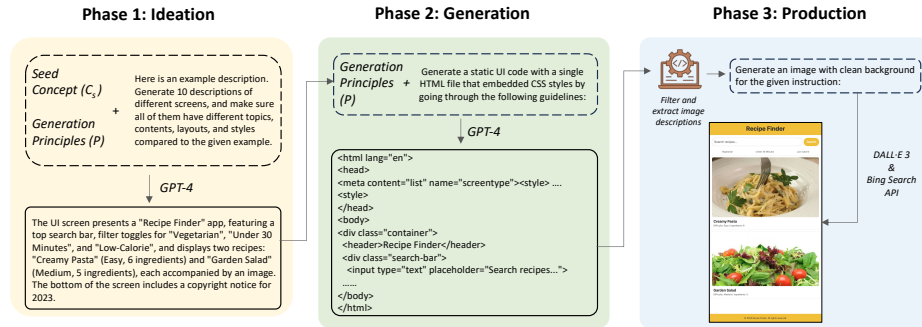 Phase 1: Ideation
Seed
Concept (Cs)
+
Generation
Principles (P)
Here is an example description.
Generate 10 descriptions of
different screens, and make sure
all of them have different topics,
contents, layouts, and styles
compared to the given example.
GPT-4
The UI screen presents a "Recipe Finder" app, featuring a
top search bar, filter toggles for "Vegetarian", "Under 30
Minutes", and "Low-Calorie", and displays two recipes:
"Creamy Pasta" (Easy, 6 ingredients) and "Garden Salad"
(Medium, 5 ingredients), each accompanied by an image.
The bottom of the screen includes a copyright notice for
2023.
Phase 2: Generation
Generation
Principles +
(P)
Generate a static UI code with a single
HTML file that embedded CSS styles by
going through the following guidelines:
GPT-4
<html lang="en">
<head>
<meta content="list" name="screentype"><style> ....
<style>
</head>
<body>
<div class="container">
<header>Recipe Finder</header>
<div class="search-bar">
<input type="text" placeholder="Search recipes...">
......
</body>
</html>
Phase 3: Production
Filter and
extract image
descriptions
Generate an image with clean background
for the given instruction:
DALL·E 3
&
Bing Search
API
Recipe Finder
Search recipes...
Creamy Pasta
Garden Salad